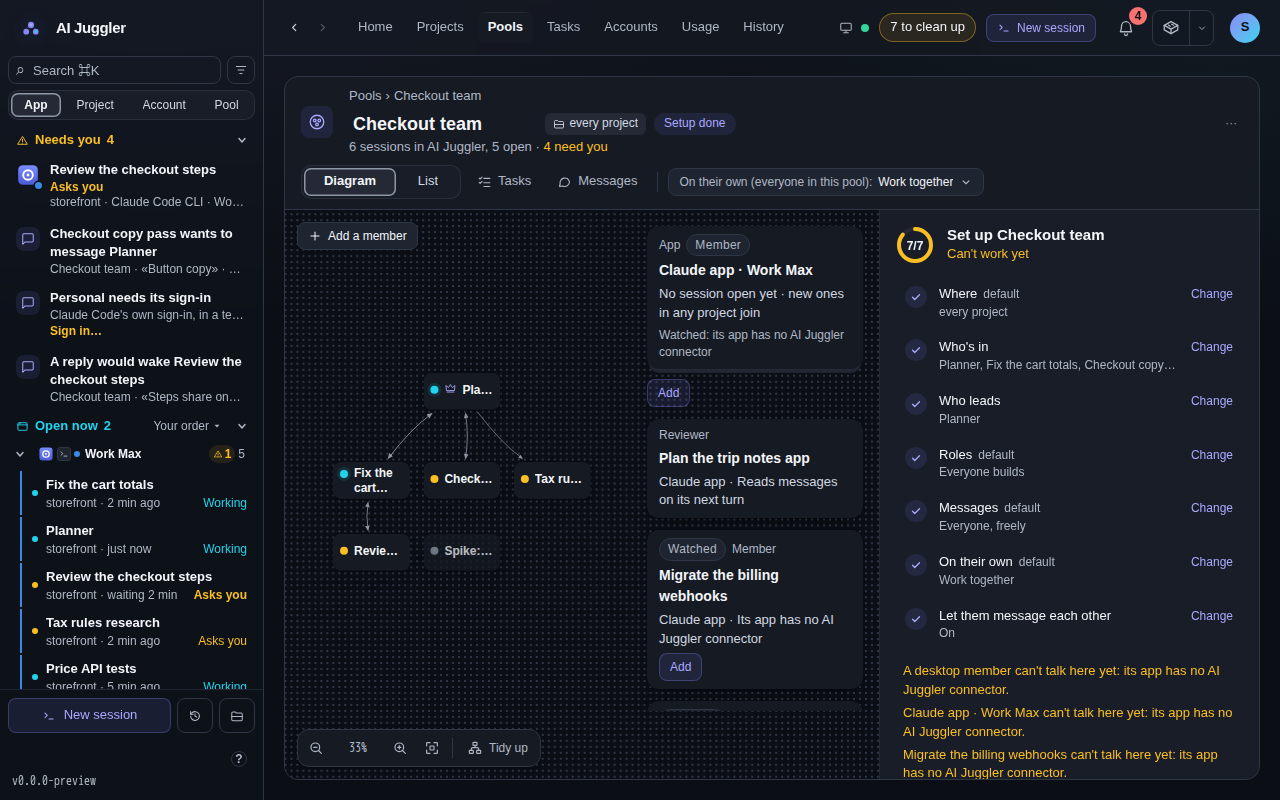 AI Juggler
Search ⌘K
App
Project
Account
Pool
Needs you 4
Review the checkout steps
Asks you
storefront · Claude Code CLI · Wo…
Checkout copy pass wants to
message Planner
Checkout team · «Button copy» · …
Personal needs its sign-in
Claude Code's own sign-in, in a te…
Sign in…
A reply would wake Review the
checkout steps
Checkout team · «Steps share on…
Open now 2
Your order
Work Max
1
5
Fix the cart totals
storefront · 2 min ago
Working
Planner
storefront · just now
Working
Review the checkout steps
storefront · waiting 2 min
Asks you
Tax rules research
storefront · 2 min ago
Asks you
Price API tests
storefront · 5 min ago
Working
New session
?
v0.0.0-preview
Home
Projects
Pools
Tasks
Accounts
Usage
History
7 to clean up
New session
4
S
Pools › Checkout team
Checkout team
every project
Setup done
6 sessions in AI Juggler, 5 open · 4 need you
Diagram
List
Tasks
Messages
On their own (everyone in this pool): Work together
Add a member
Pla…
Fix the
cart…
Check…
Tax ru…
Revie…
Spike:…
App
Member
Claude app · Work Max
No session open yet · new ones
in any project join
Watched: its app has no AI Juggler
connector
Add
Reviewer
Plan the trip notes app
Claude app · Reads messages
on its next turn
Watched
Member
Migrate the billing
webhooks
Claude app · Its app has no AI
Juggler connector
Add
33%
Tidy up
7/7
Set up Checkout team
Can't work yet
Where default
every project
Change
Who's in
Planner, Fix the cart totals, Checkout copy…
Change
Who leads
Planner
Change
Roles default
Everyone builds
Change
Messages default
Everyone, freely
Change
On their own default
Work together
Change
Let them message each other
On
Change
A desktop member can't talk here yet: its app has no AI
Juggler connector.
Claude app · Work Max can't talk here yet: its app has no
AI Juggler connector.
Migrate the billing webhooks can't talk here yet: its app
has no AI Juggler connector.